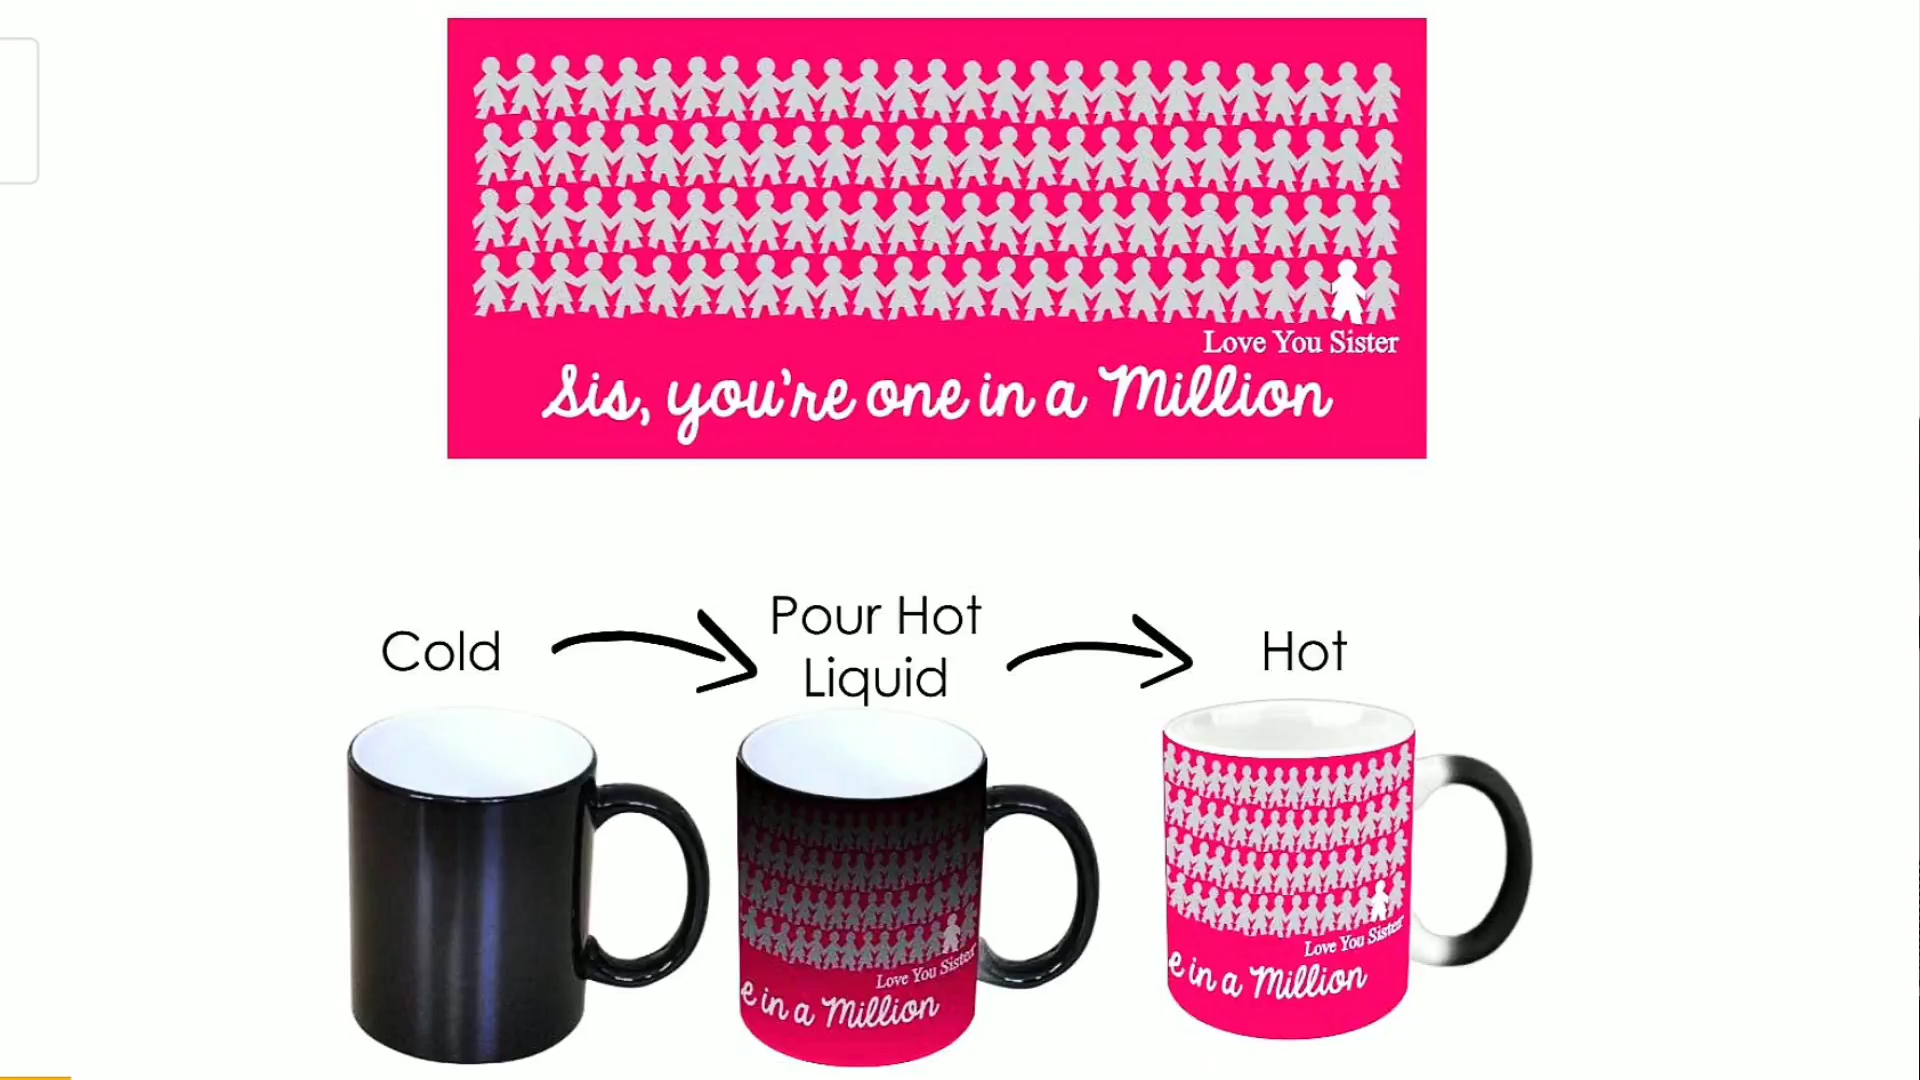 Love You Sister
Sis, you're one in a Million
Cold
Pour Hot
Liquid
Hot
Love You Sister
e in a Million
Love You Sister
e in a Million